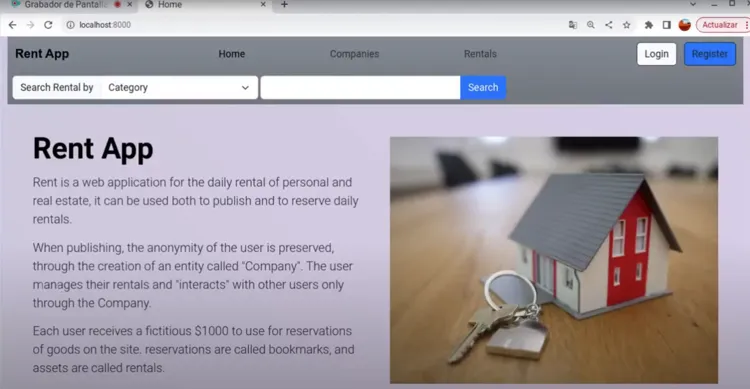 Grabador de Pantall
Home
localhost:8000
Actualizar
Rent App
Home
Companies
Rentals
Login
Register
Search Rental by
Category
Search
Rent App
Rent is a web application for the daily rental of personal and
real estate, it can be used both to publish and to reserve daily
rentals.
When publishing, the anonymity of the user is preserved,
through the creation of an entity called "Company". The user
manages their rentals and "interacts" with other users only
through the Company.
Each user receives a fictitious $1000 to use for reservations
of goods on the site. reservations are called bookmarks, and
assets are called rentals.